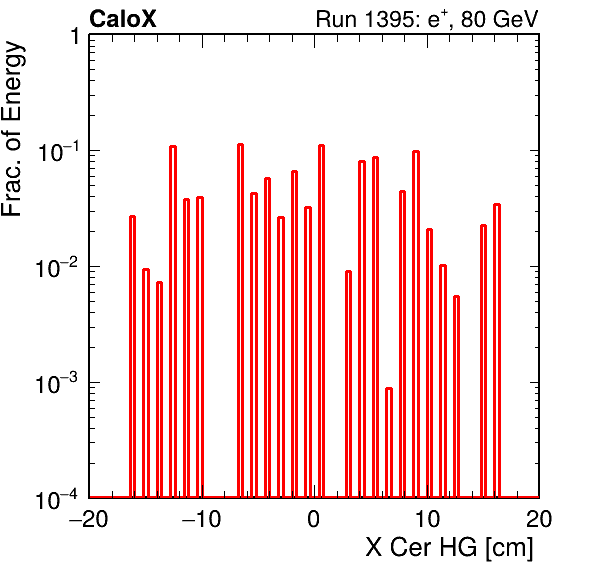 CaloX
Run 1395: e⁺, 80 GeV
Frac. of Energy
1
10⁻¹
10⁻²
10⁻³
10⁻⁴
−20
−10
0
10
20
X Cer HG [cm]